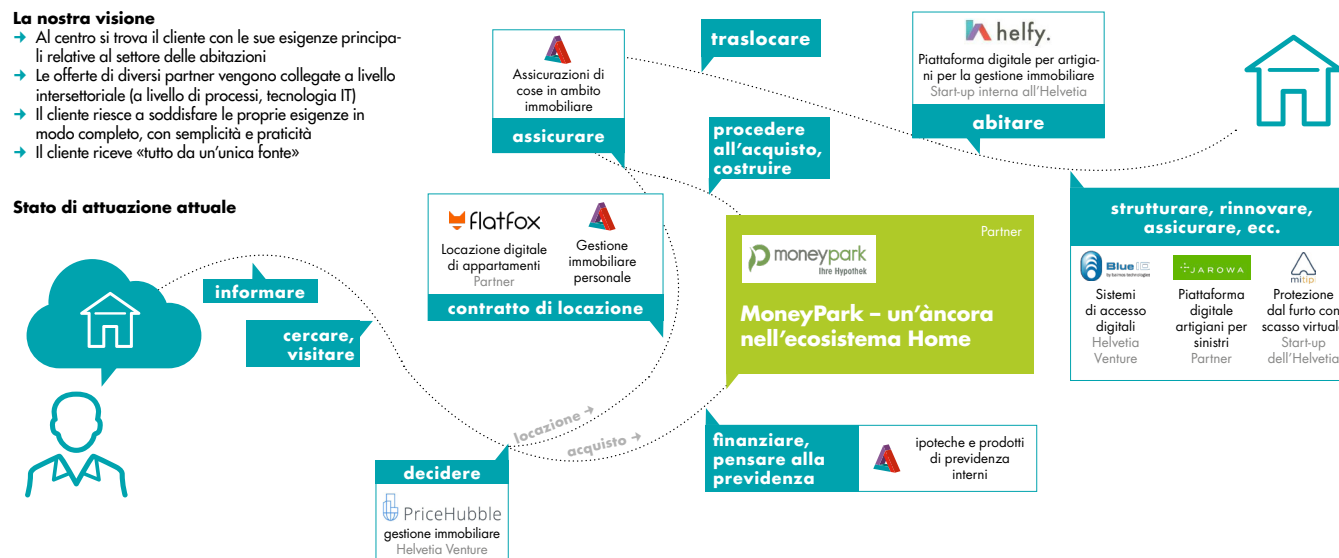 La nostra visione
→ Al centro si trova il cliente con le sue esigenze principa-
li relative al settore delle abitazioni
→ Le offerte di diversi partner vengono collegate a livello
intersettoriale (a livello di processi, tecnologia IT)
→ Il cliente riesce a soddisfare le proprie esigenze in
modo completo, con semplicità e praticità
→ Il cliente riceve «tutto da un'unica fonte»
Stato di attuazione attuale
informare
cercare,
visitare
decidere
PriceHubble
gestione immobiliare
Helvetia Venture
locazione →
acquisto →
flatfox
Locazione digitale
di appartamenti
Partner
Gestione
immobiliare
personale
contratto di locazione
Assicurazioni di
cose in ambito
immobiliare
assicurare
traslocare
procedere
all'acquisto,
costruire
Partner
moneypark
Ihre Hypothek
MoneyPark – un'àncora
nell'ecosistema Home
finanziare,
pensare alla
previdenza
ipoteche e prodotti
di previdenza
interni
helfy.
Piattaforma digitale per artigia-
ni per la gestione immobiliare
Start-up interna all'Helvetia
abitare
strutturare, rinnovare,
assicurare, ecc.
Blue
Sistemi
di accesso
digitali
Helvetia
Venture
JAROWA
Piattaforma
digitale
artigiani per
sinistri
Partner
mitipi
Protezione
dal furto con
scasso virtuale
Start-up
dell'Helvetia